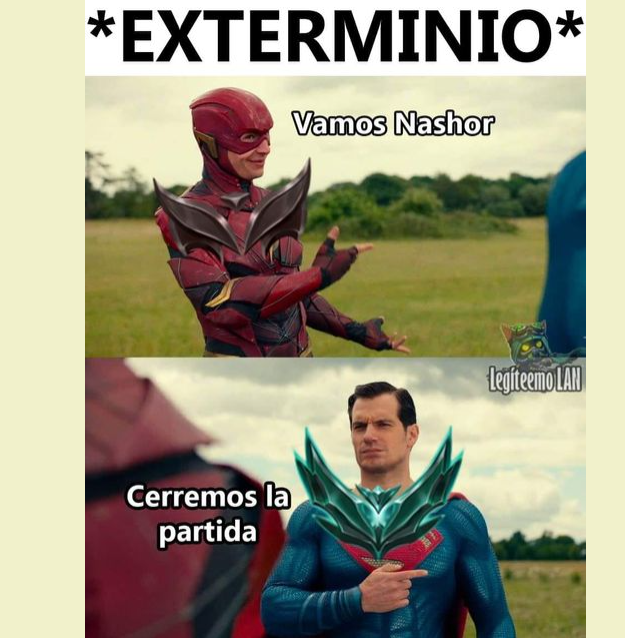 *EXTERMINIO*
Vamos Nashor
Legiteemo LAN
Cerremos la
partida